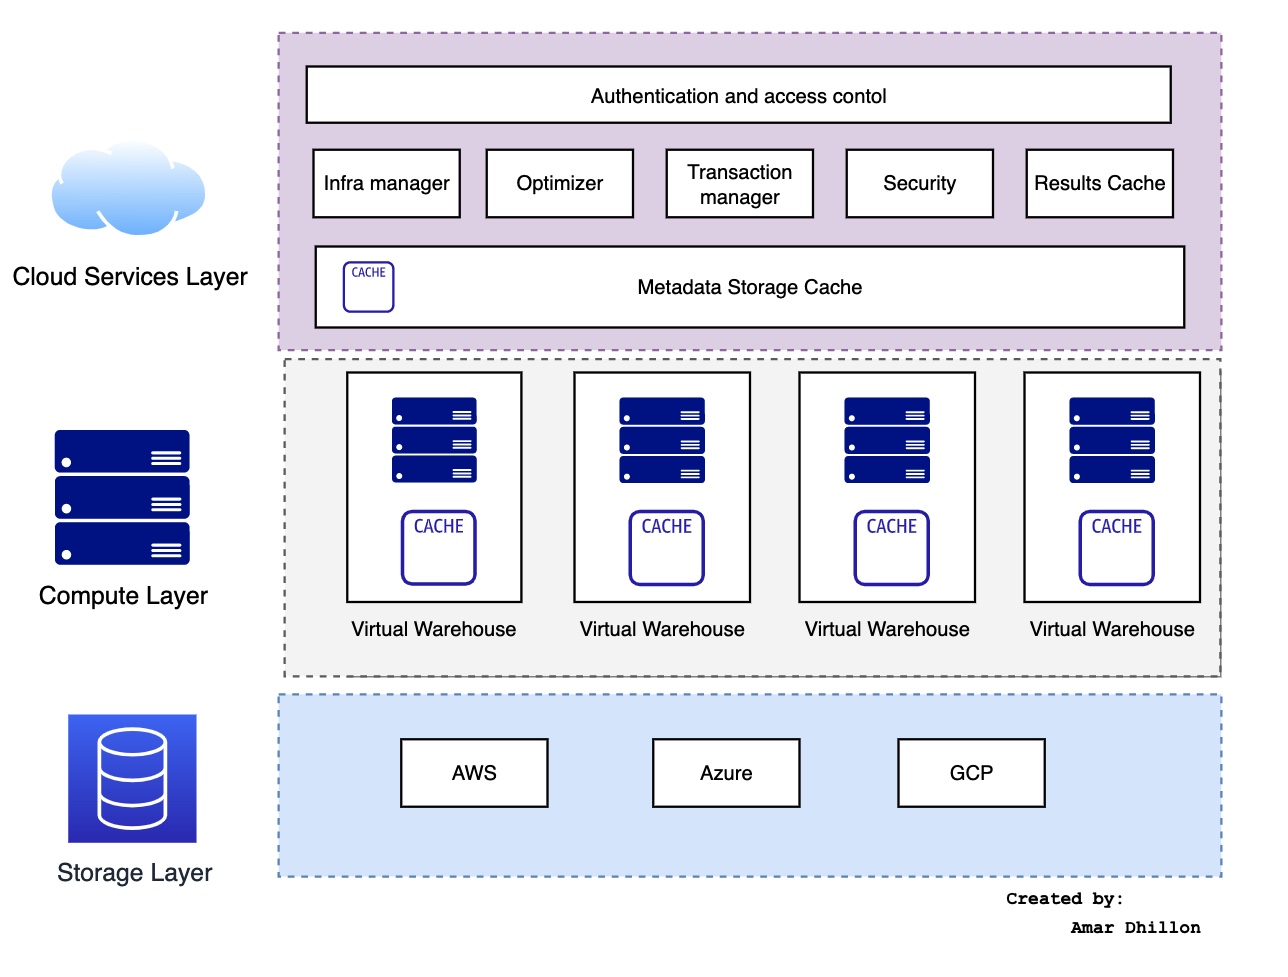 Authentication and access contol
Infra manager
Optimizer
Transaction
manager
Security
Results Cache
CACHE
Metadata Storage Cache
Cloud Services Layer
CACHE
CACHE
CACHE
CACHE
Compute Layer
Virtual Warehouse
Virtual Warehouse
Virtual Warehouse
Virtual Warehouse
AWS
Azure
GCP
Storage Layer
Created by:
Amar Dhillon